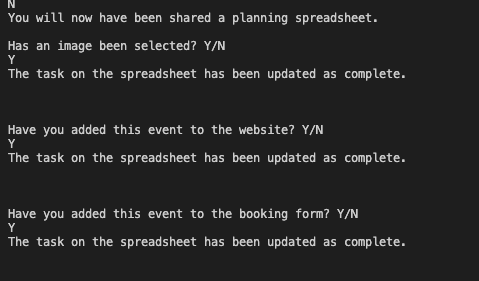 N
You will now have been shared a planning spreadsheet.
Has an image been selected? Y/N
Y
The task on the spreadsheet has been updated as complete.
Have you added this event to the website? Y/N
Y
The task on the spreadsheet has been updated as complete.
Have you added this event to the booking form? Y/N
Y
The task on the spreadsheet has been updated as complete.